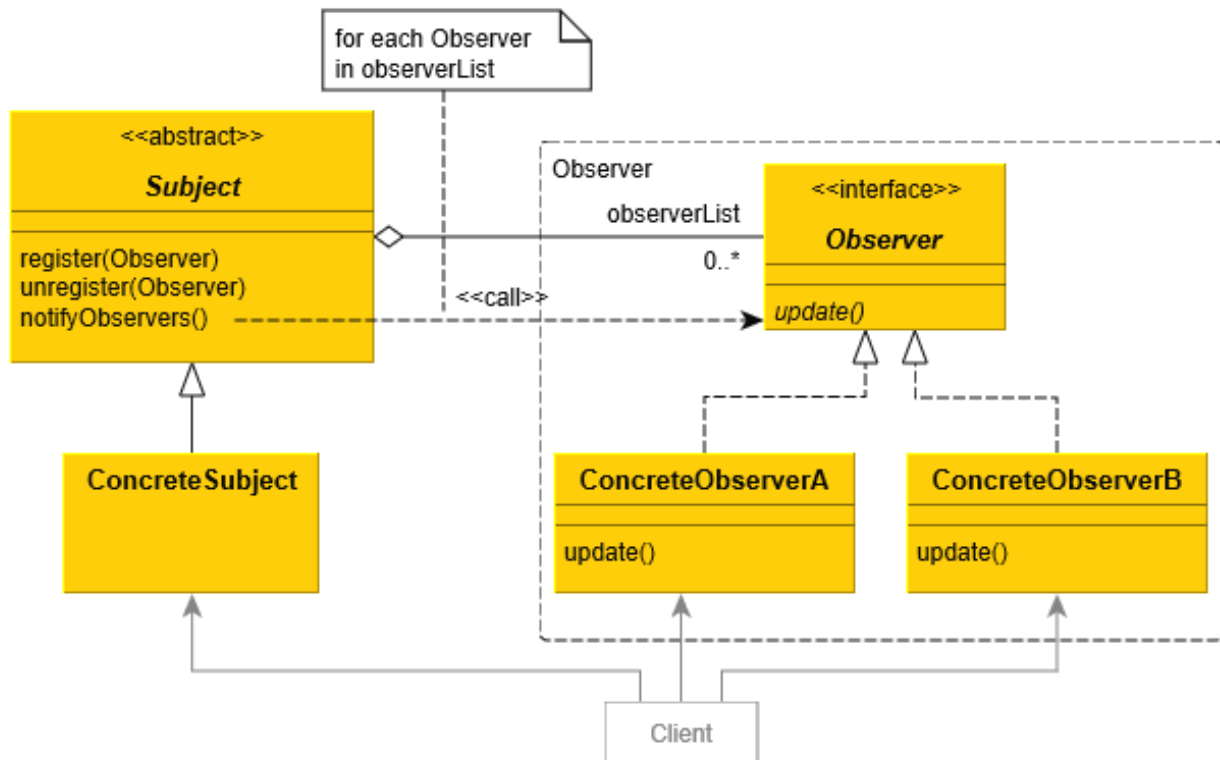 for each Observer
in observerList
<<abstract>>
Subject
register(Observer)
unregister(Observer)
notifyObservers()
Observer
observerList
0..*
<<call>>
<<interface>>
Observer
update()
ConcreteSubject
ConcreteObserverA
update()
ConcreteObserverB
update()
Client